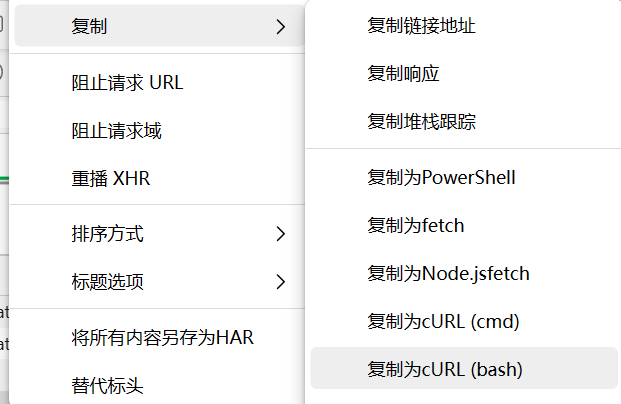 复制
阻止请求 URL
阻止请求域
重播 XHR
排序方式
标题选项
将所有内容另存为HAR
替代标头
复制链接地址
复制响应
复制堆栈跟踪
复制为PowerShell
复制为fetch
复制为Node.jsfetch
复制为cURL (cmd)
复制为cURL (bash)
at
at